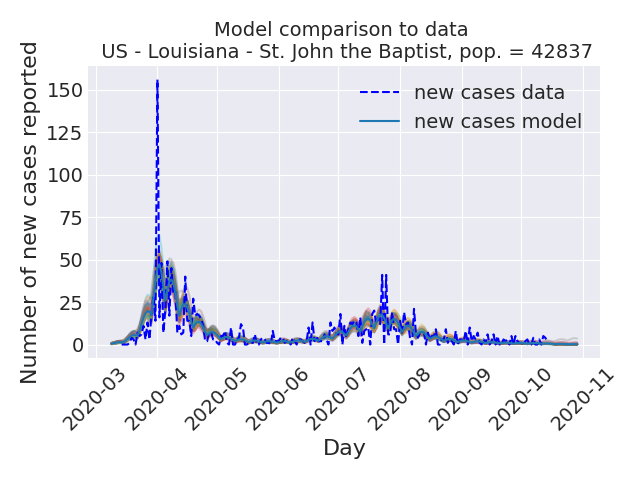 Model comparison to data
US - Louisiana - St. John the Baptist, pop. = 42837
Number of new cases reported
150
125
100
75
50
25
0
new cases data
new cases model
2020-03
2020-04
2020-05
2020-06
2020-07
2020-08
2020-09
2020-10
2020-11
Day